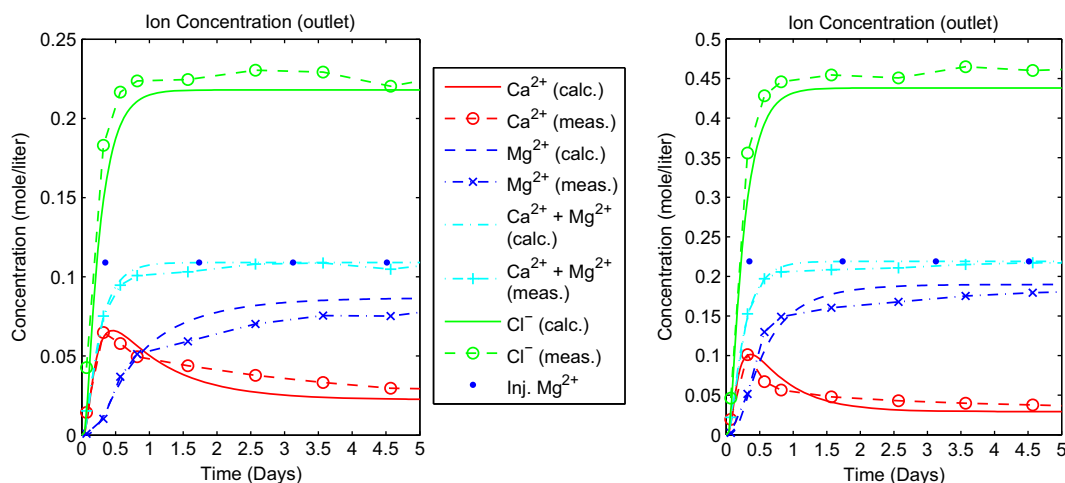 Ion Concentration (outlet)
Concentration (mole/liter)
0.25
0.2
0.15
0.1
0.05
0
0 0.5 1 1.5 2 2.5 3 3.5 4 4.5 5
Time (Days)
Ca²⁺ (calc.)
Ca²⁺ (meas.)
Mg²⁺ (calc.)
Mg²⁺ (meas.)
Ca²⁺ + Mg²⁺
(calc.)
Ca²⁺ + Mg²⁺
(meas.)
Cl⁻ (calc.)
Cl⁻ (meas.)
Inj. Mg²⁺
Ion Concentration (outlet)
Concentration (mole/liter)
0.5
0.45
0.4
0.35
0.3
0.25
0.2
0.15
0.1
0.05
0
0 0.5 1 1.5 2 2.5 3 3.5 4 4.5 5
Time (Days)